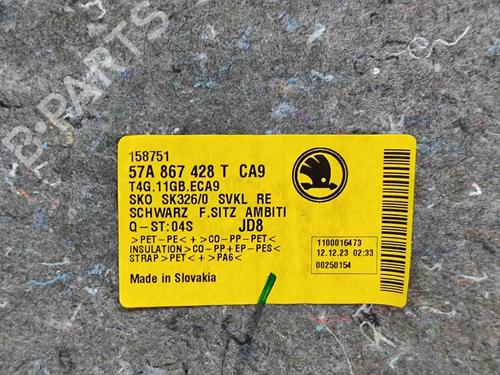 B-PARTS
158751
57A 867 428 T CA9
T4G.11GB.ECA9
SKO SK326/0 SVKL RE
SCHWARZ F.SITZ AMBITI
Q-ST:04S JD8
>PET-PE<+>CO-PP-PET<
INSULATION>CO-PP+EP-PES<
STRAP>PET<+>PA6<
Made in Slovakia
1100016473
12.12.23 02:33
00250154